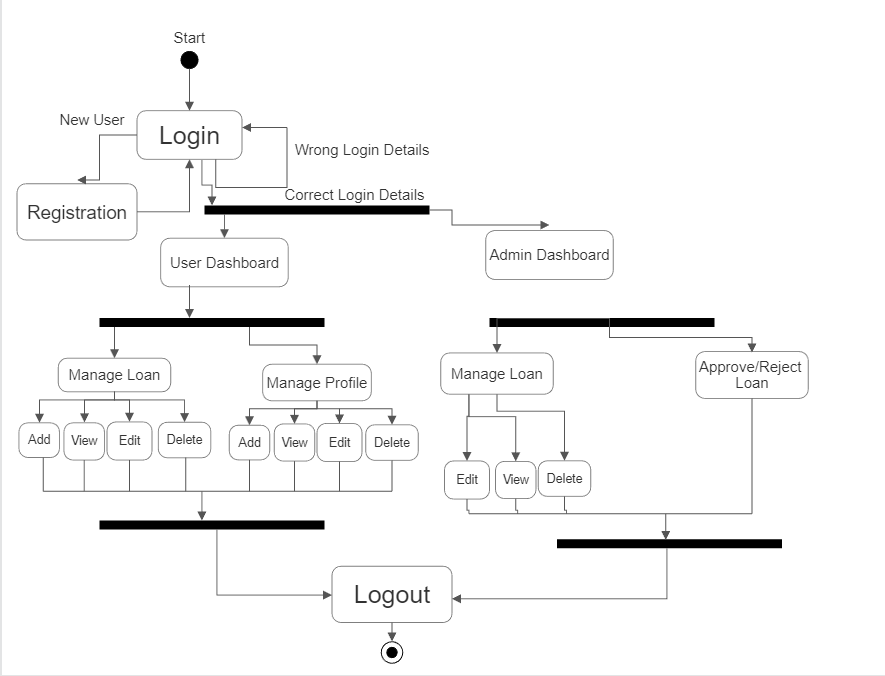 Start
New User
Login
Wrong Login Details
Correct Login Details
Registration
User Dashboard
Admin Dashboard
Manage Loan
Manage Profile
Manage Loan
Approve/Reject
Loan
Add
View
Edit
Delete
Add
View
Edit
Delete
Edit
View
Delete
Logout